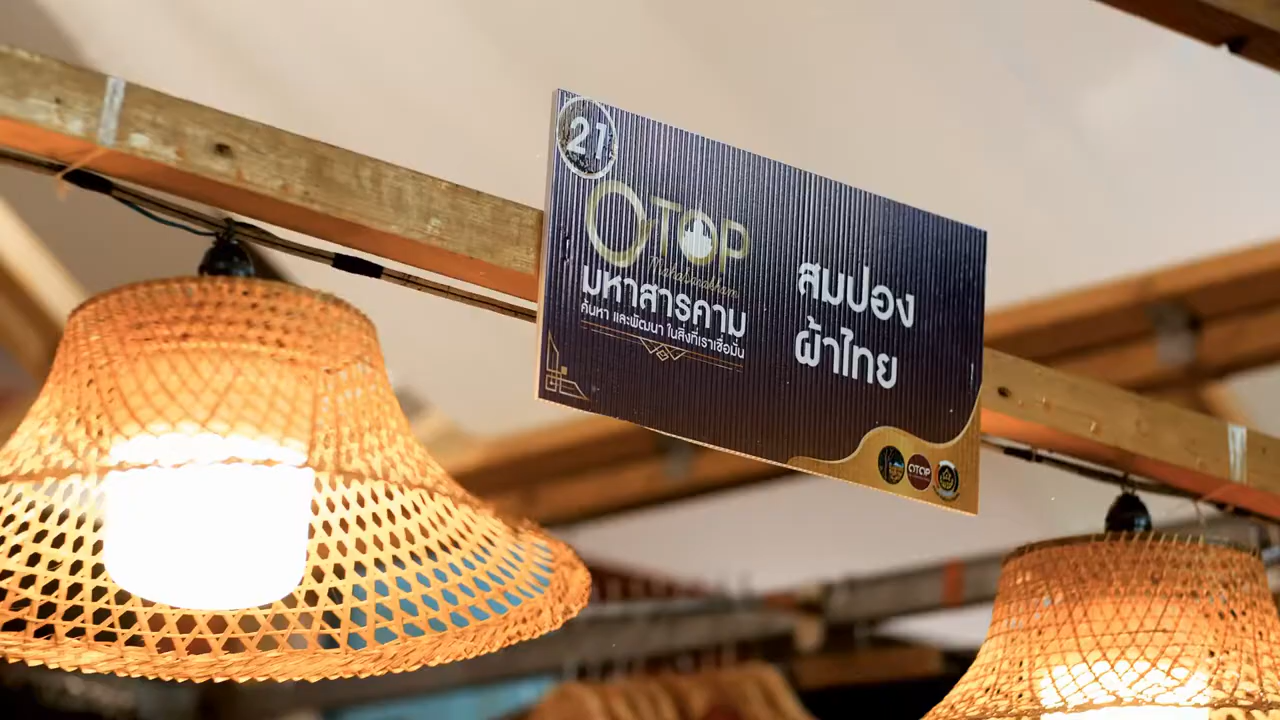 21
OTOP
Mahasarakham
มหาสารคาม
ค้นหา และพัฒนา ในสิ่งที่เราเชื่อมั่น
สมปอง
ผ้าไทย
OTOP